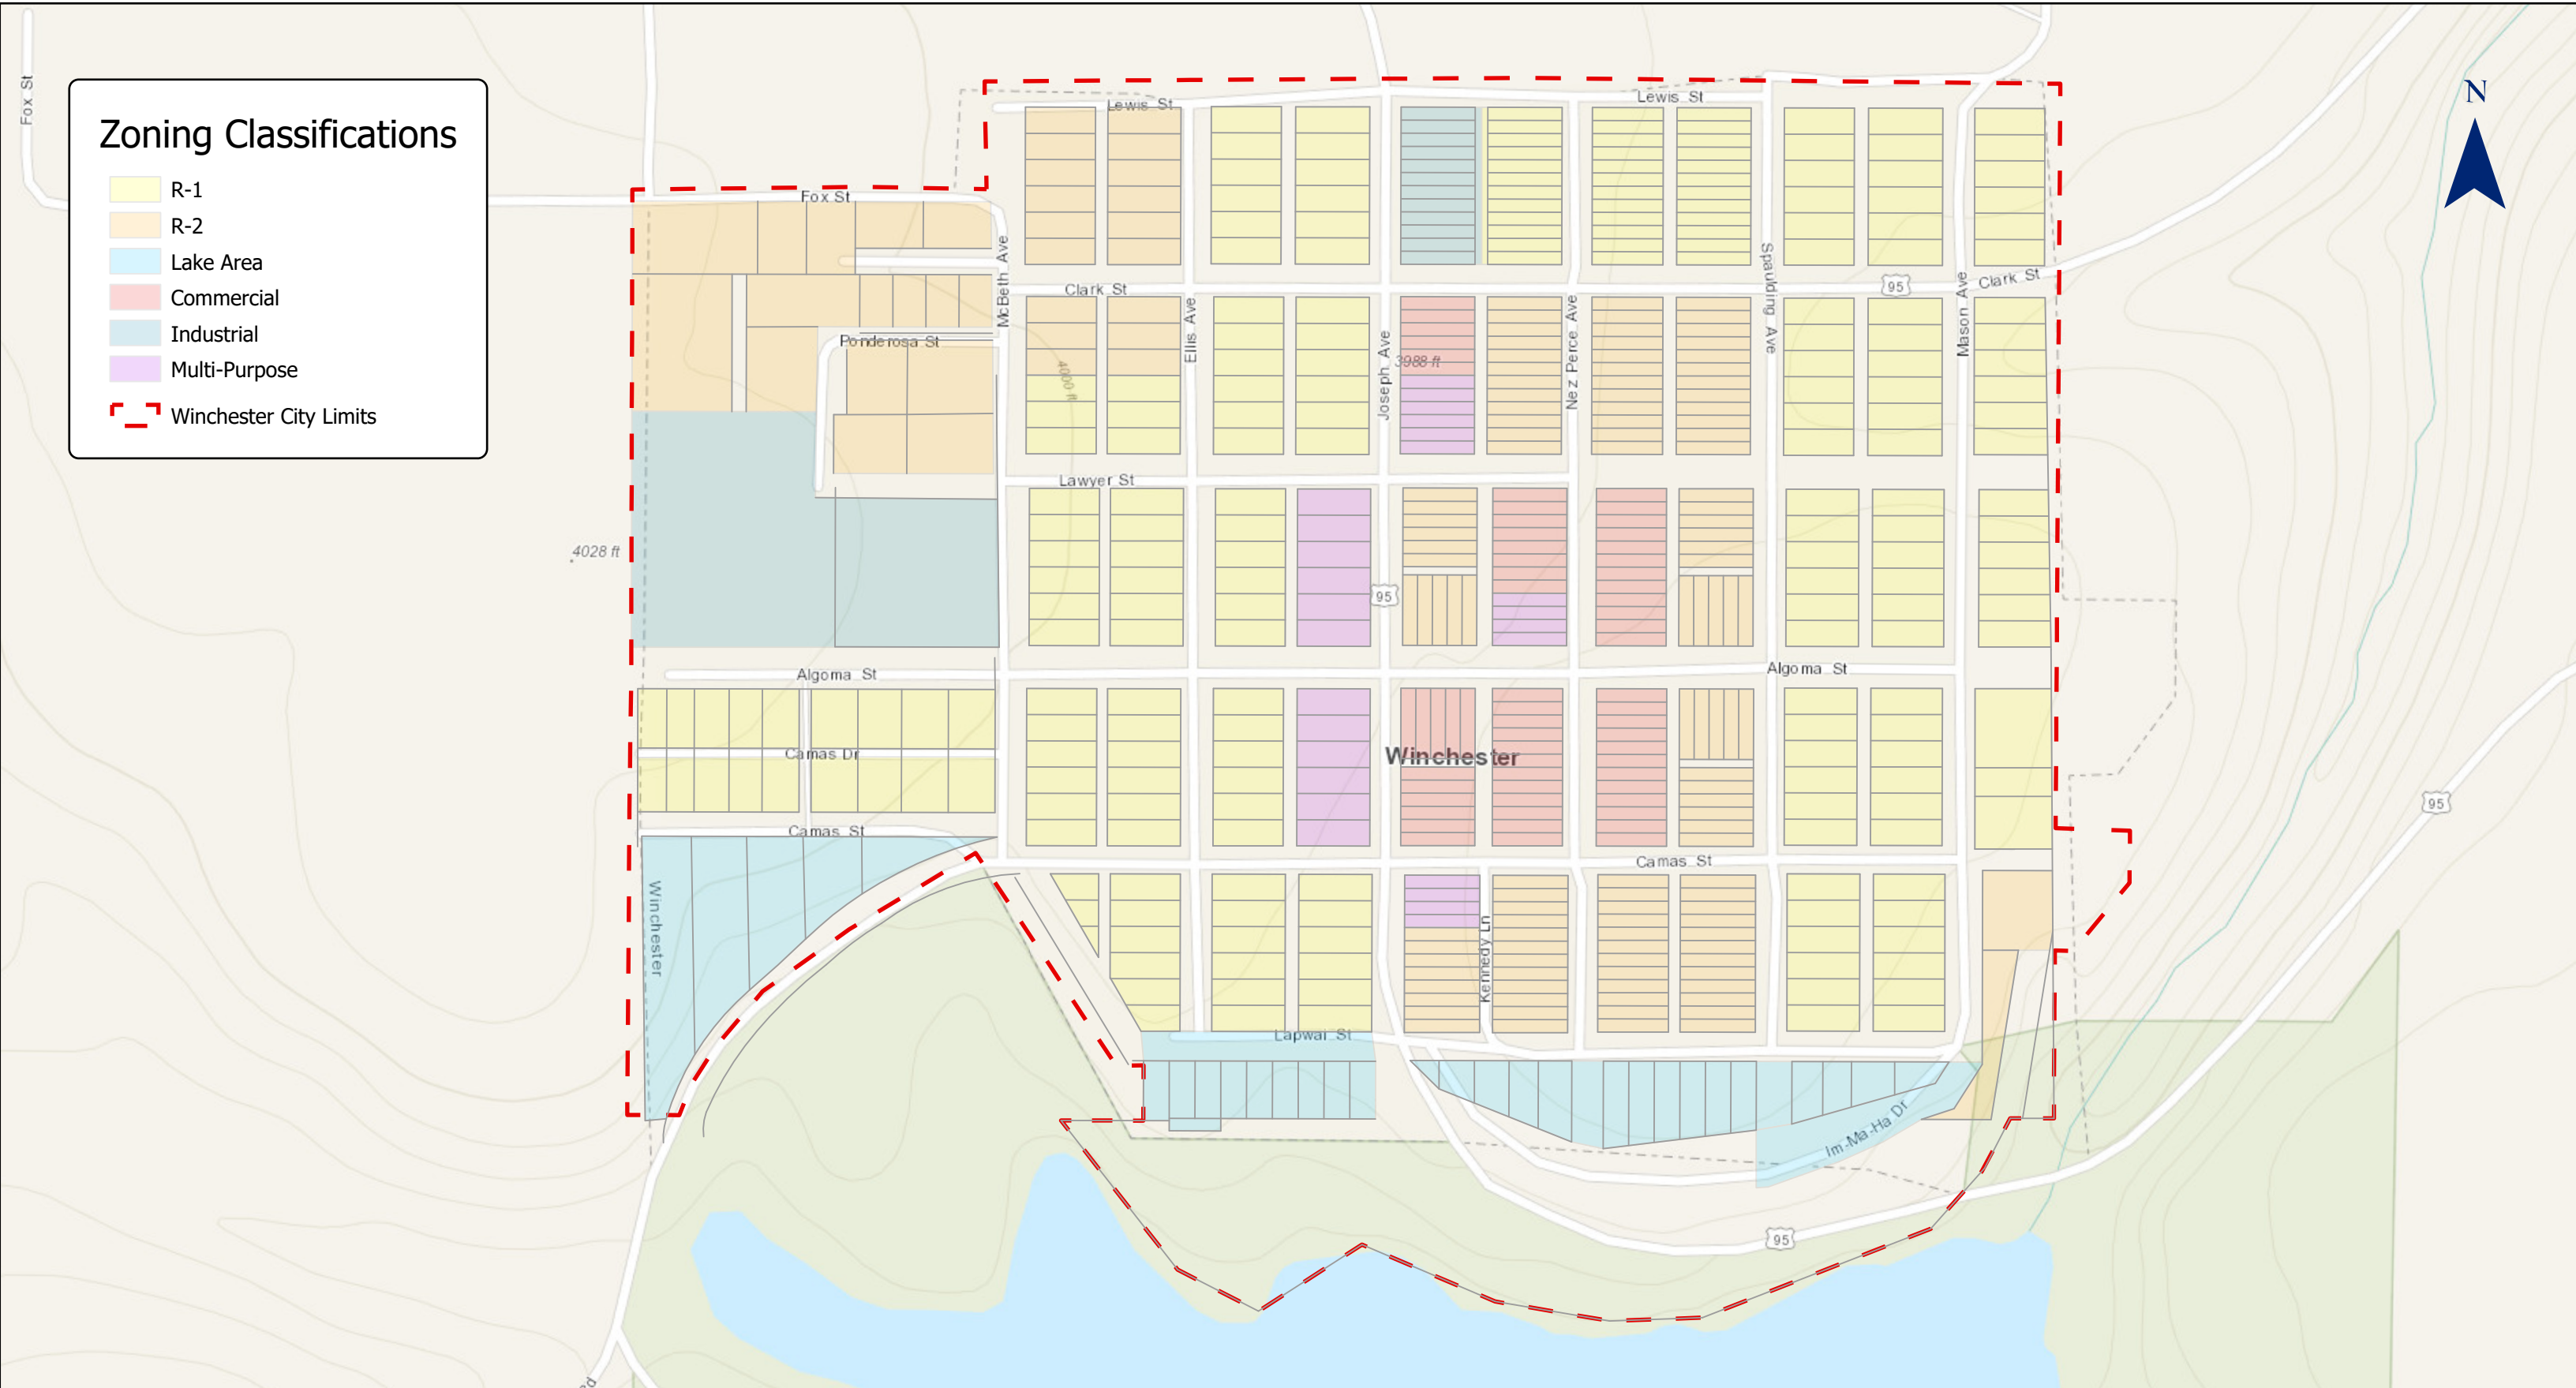 Fox St
Zoning Classifications
R-1
R-2
Lake Area
Commercial
Industrial
Multi-Purpose
Winchester City Limits
N
Lewis St
Lewis St
Fox St
McBeth Ave
Clark St
Ellis Ave
Joseph Ave
3988 ft
Nez Perce Ave
Spaulding Ave
95
Mason Ave
Clark St
Ponderosa St
4000 ft
Lawyer St
4028 ft
95
Algoma St
Algoma St
Camas Dr
Winchester
95
Camas St
Camas St
Winchester
Kennedy Ln
Lapwai St
Im-Ma-Ha Dr
95